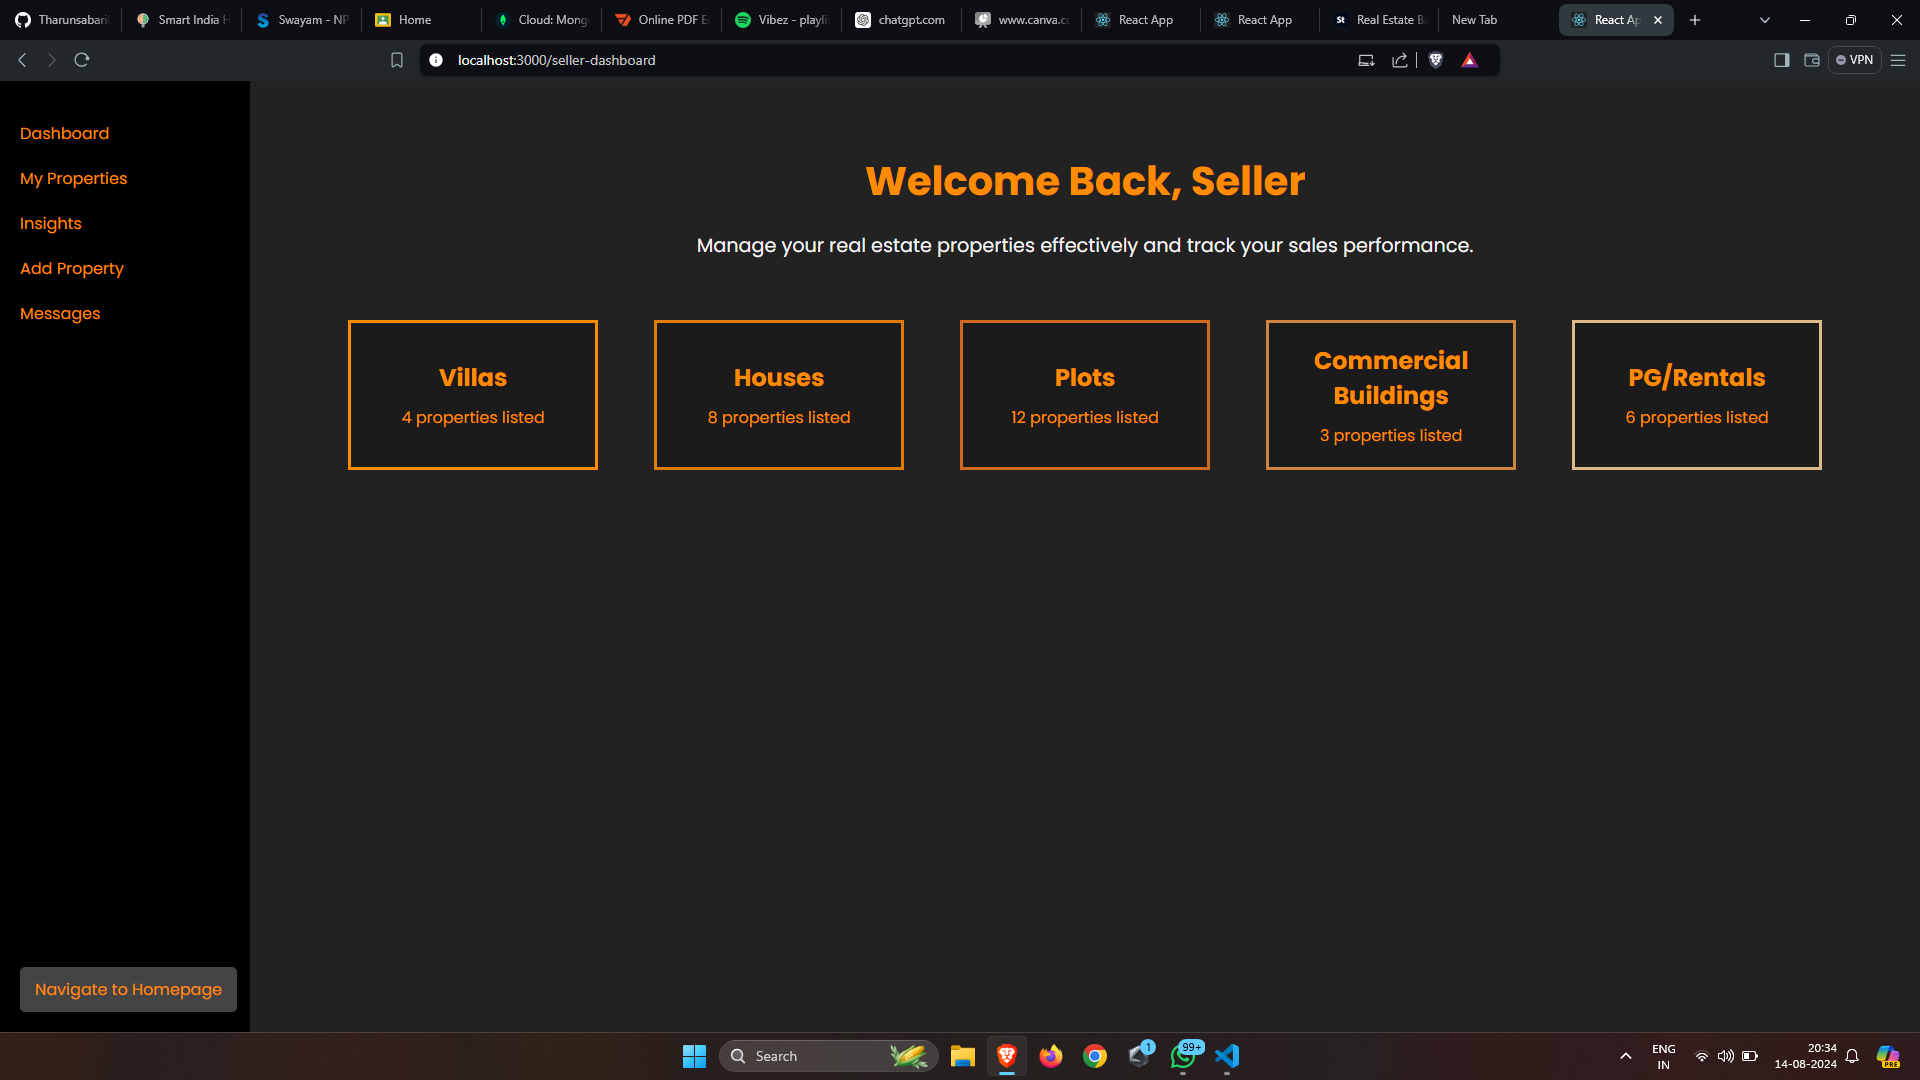 Tharunsabari
Smart India H
Swayam - NP
Home
Cloud: Mong
Online PDF E
Vibez - playli
chatgpt.com
www.canva.c
React App
React App
Real Estate B
New Tab
React Ap
localhost:3000/seller-dashboard
VPN
Dashboard
My Properties
Insights
Add Property
Messages
Navigate to Homepage
Welcome Back, Seller
Manage your real estate properties effectively and track your sales performance.
Villas
4 properties listed
Houses
8 properties listed
Plots
12 properties listed
Commercial
Buildings
3 properties listed
PG/Rentals
6 properties listed
Search
1
99+
ENG
IN
20:34
14-08-2024
PRE